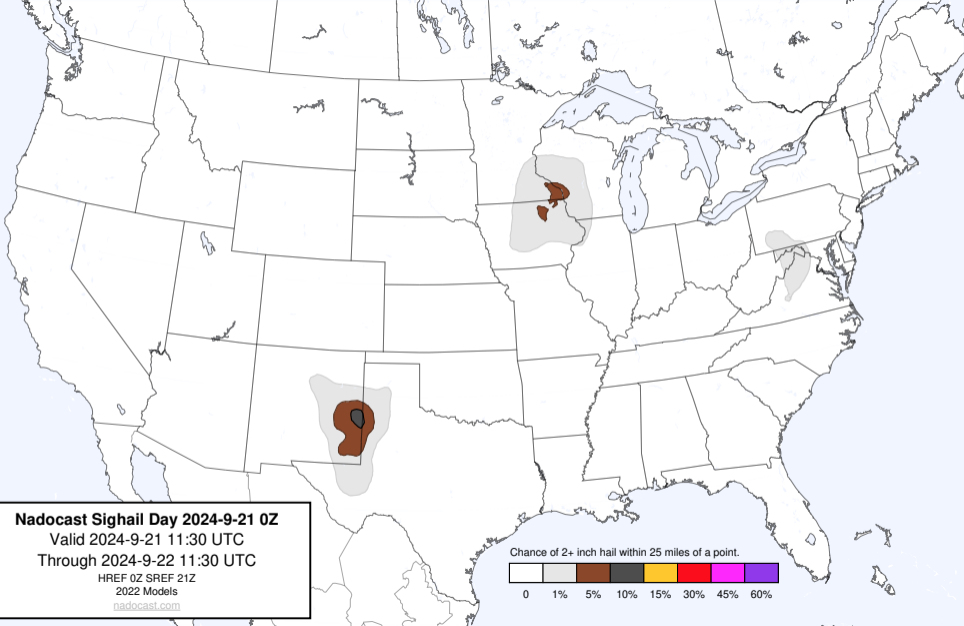 Nadocast Sighail Day 2024-9-21 0Z
Valid 2024-9-21 11:30 UTC
Through 2024-9-22 11:30 UTC
HREF 0Z SREF 21Z
2022 Models
nadocast.com
Chance of 2+ inch hail within 25 miles of a point.
0 1% 5% 10% 15% 30% 45% 60%